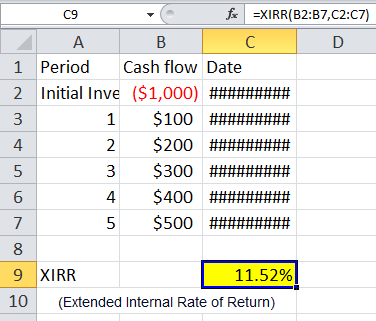 C9 fx =XIRR(B2:B7,C2:C7)
A B C D
1 Period Cash flow Date
2 Initial Inve ($1,000) #########
3 1 $100 #########
4 2 $200 #########
5 3 $300 #########
6 4 $400 #########
7 5 $500 #########
8
9 XIRR 11.52%
10 (Extended Internal Rate of Return)